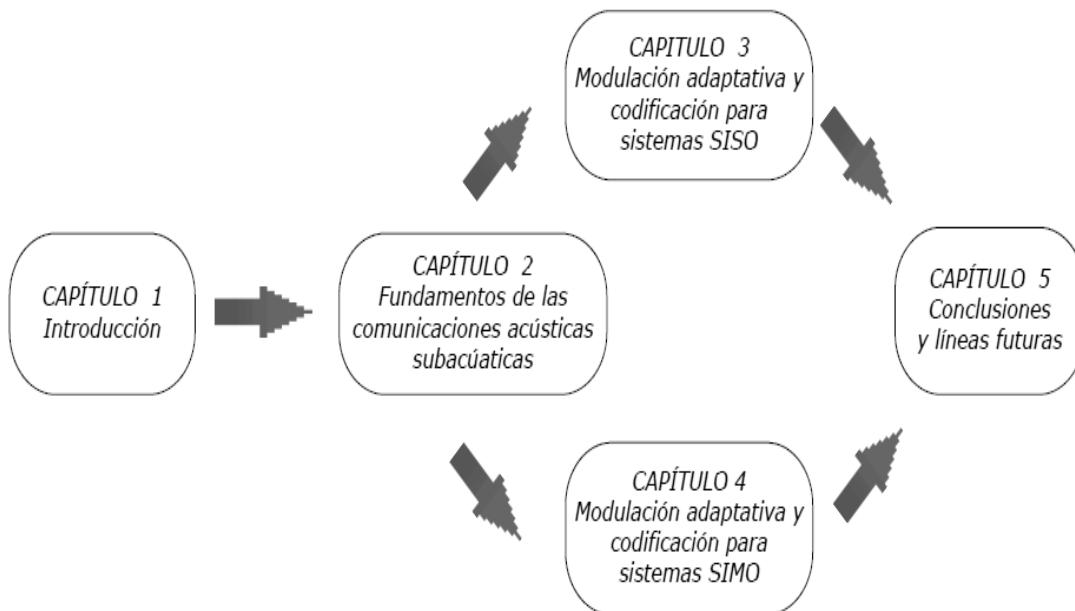 CAPÍTULO 1
Introducción
CAPÍTULO 2
Fundamentos de las
comunicaciones acústicas
subacúaticas
CAPITULO 3
Modulación adaptativa y
codificación para
sistemas SISO
CAPÍTULO 4
Modulación adaptativa y
codificación para
sistemas SIMO
CAPÍTULO 5
Conclusiones
y líneas futuras